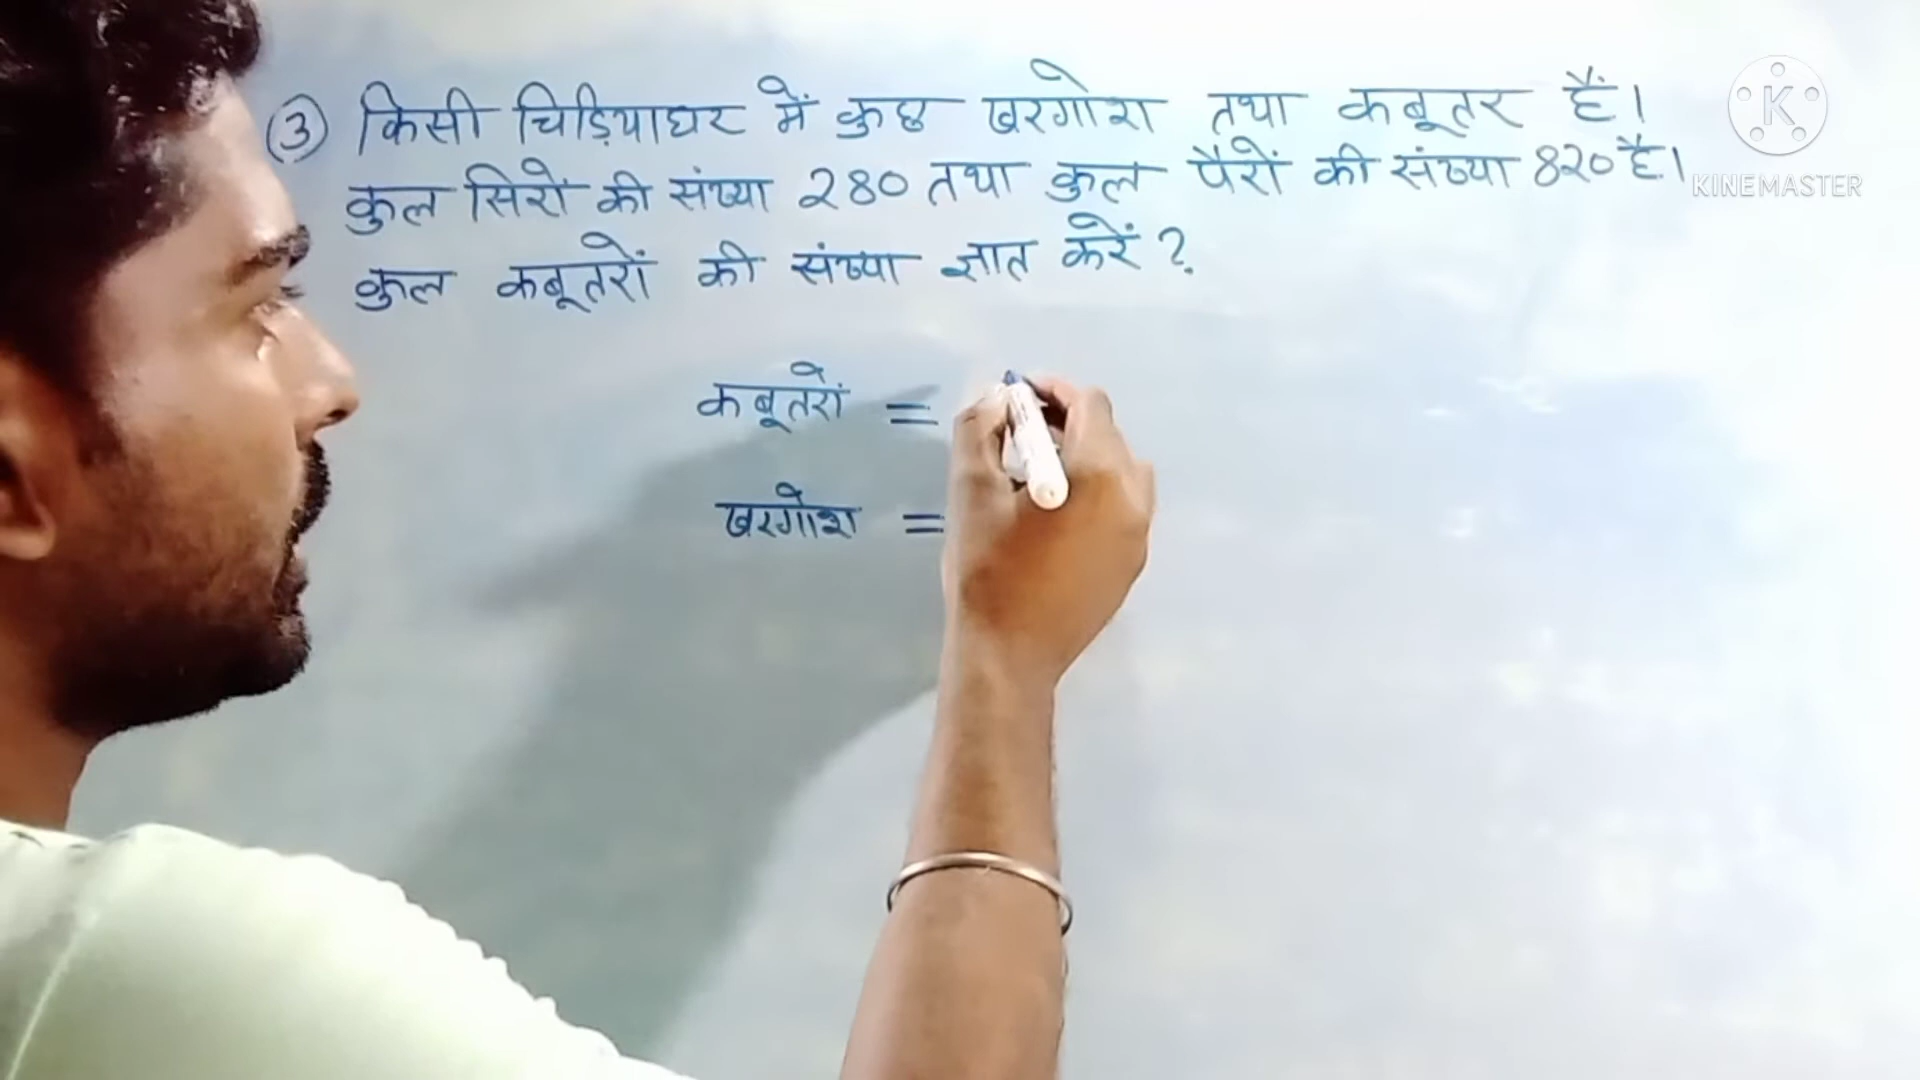 ③ किसी चिड़ियाघर में कुछ खरगोश तथा कबूतर हैं।
कुल सिरों की संख्या 280 तथा कुल पैरों की संख्या 820 है।
कुल कबूतरों की संख्या ज्ञात करें ?
कबूतरों =
खरगोश =
K
KINEMASTER